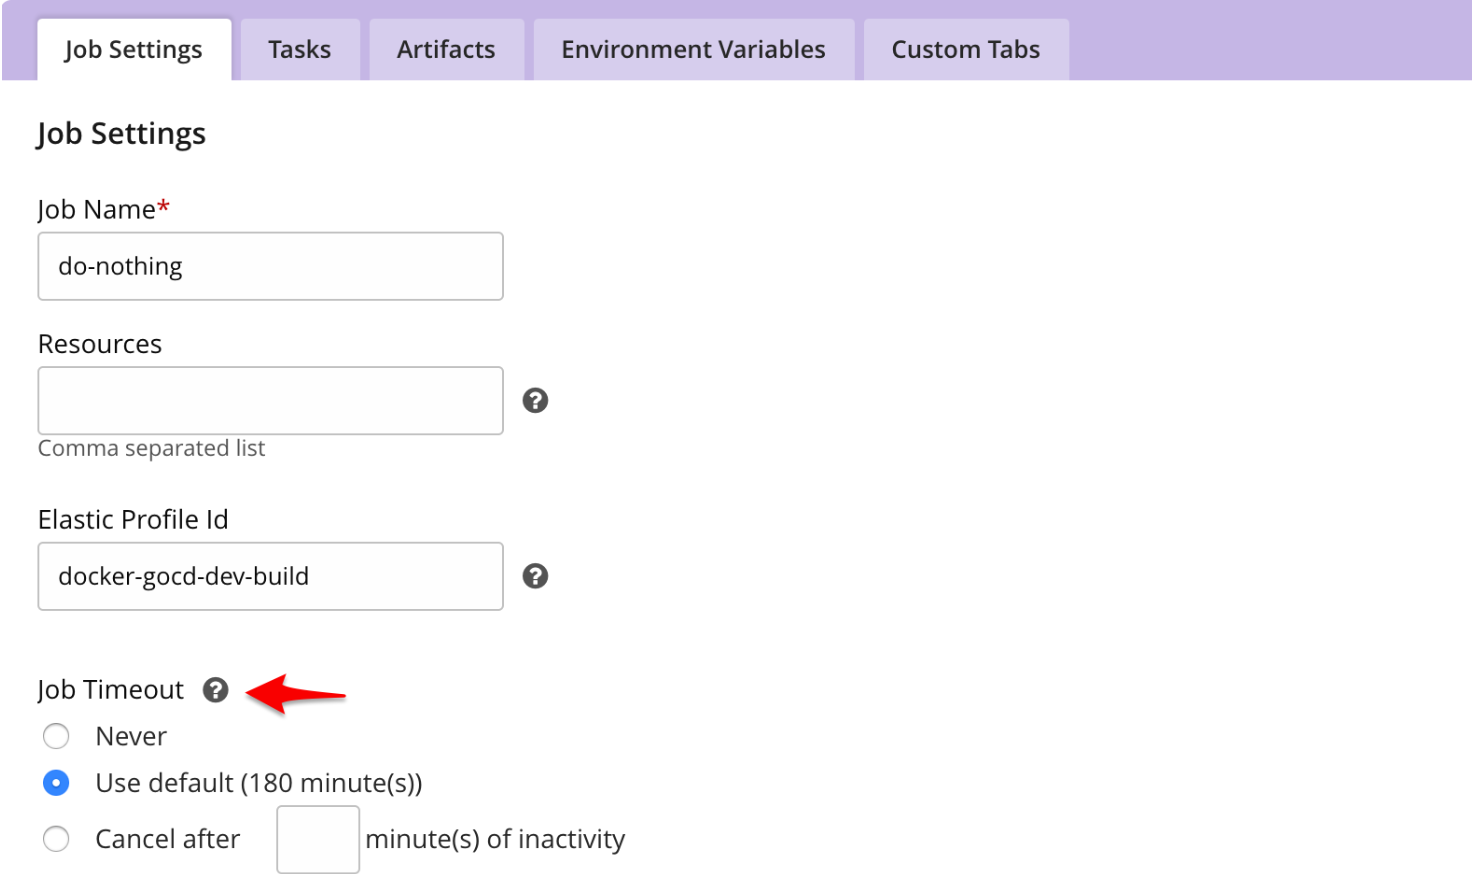 Job Settings Tasks Artifacts Environment Variables Custom Tabs
Job Settings
Job Name*
do-nothing
Resources
?
Comma separated list
Elastic Profile Id
docker-gocd-dev-build ?
Job Timeout ?
Never
Use default (180 minute(s))
Cancel after minute(s) of inactivity